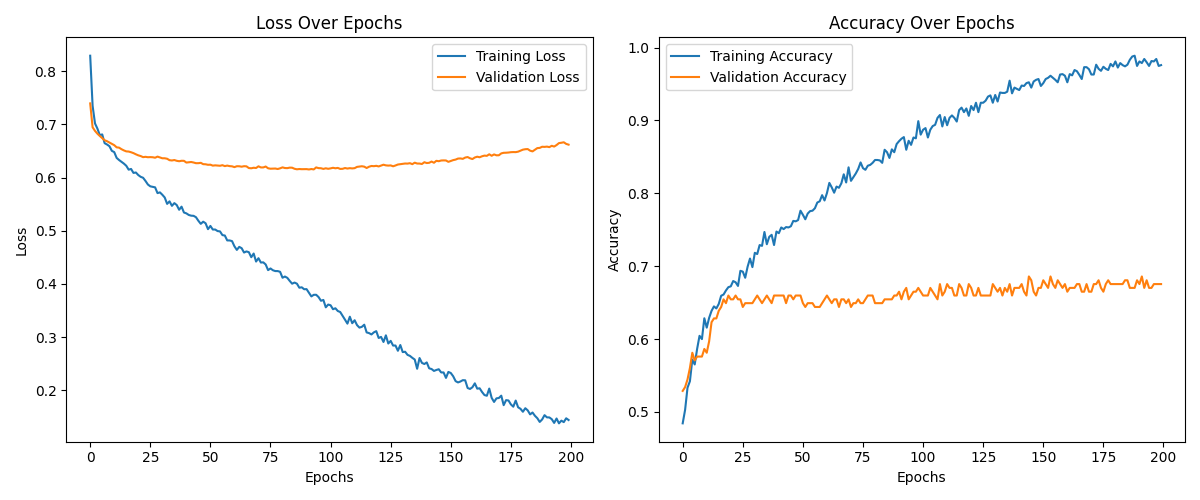 Loss Over Epochs
Training Loss
Validation Loss
0.8
0.7
0.6
0.5
0.4
0.3
0.2
Loss
0 25 50 75 100 125 150 175 200
Epochs
Accuracy Over Epochs
Training Accuracy
Validation Accuracy
1.0
0.9
0.8
0.7
0.6
0.5
Accuracy
0 25 50 75 100 125 150 175 200
Epochs